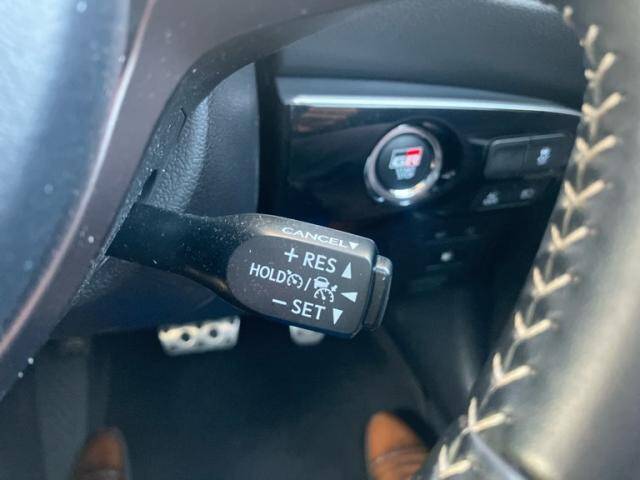 CANCEL▼
+ RES ▲
HOLD / ◀
− SET ▼
GR